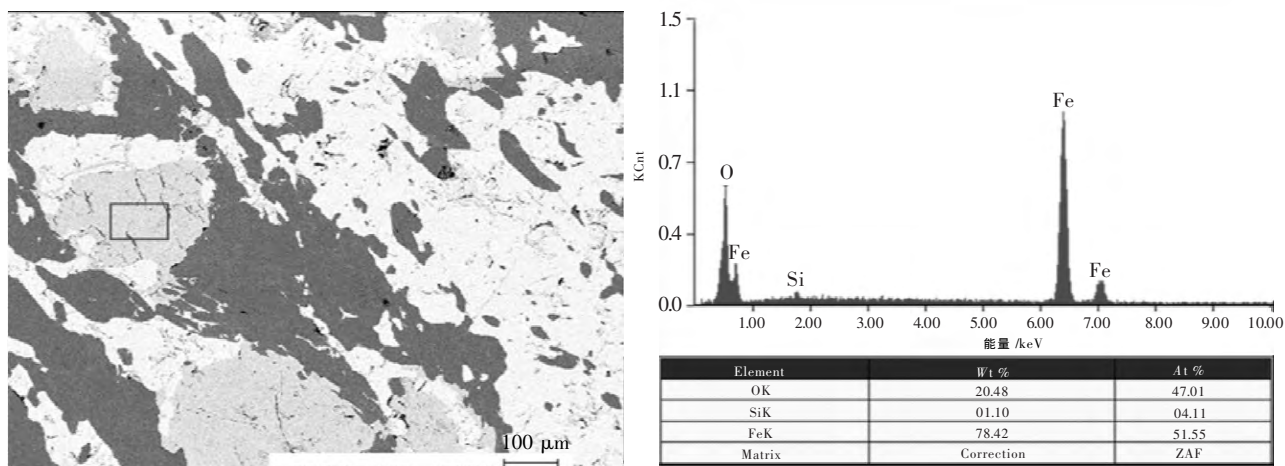 100 μm
1.5
1.1
0.7
0.4
0.0
KCnt
O
Fe
Si
Fe
Fe
1.00 2.00 3.00 4.00 5.00 6.00 7.00 8.00 9.00 10.00
能量 /keV
Element Wt % At %
OK 20.48 47.01
SiK 01.10 04.11
FeK 78.42 51.55
Matrix Correction ZAF